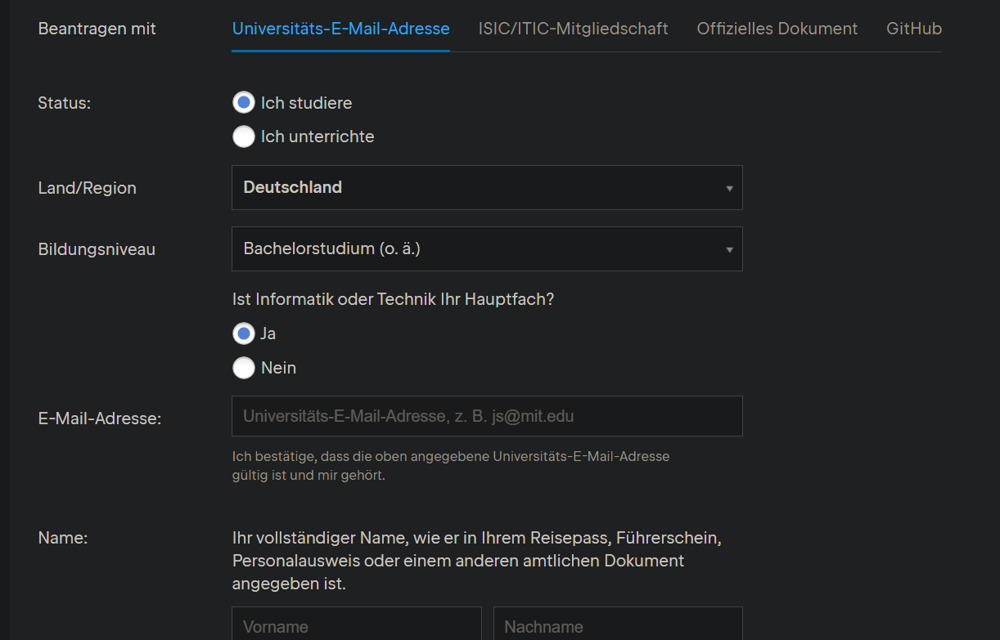 Beantragen mit
Universitäts-E-Mail-Adresse
ISIC/ITIC-Mitgliedschaft
Offizielles Dokument
GitHub
Status:
Ich studiere
Ich unterrichte
Land/Region
Deutschland
Bildungsniveau
Bachelorstudium (o. ä.)
Ist Informatik oder Technik Ihr Hauptfach?
Ja
Nein
E-Mail-Adresse:
Universitäts-E-Mail-Adresse, z. B. js@mit.edu
Ich bestätige, dass die oben angegebene Universitäts-E-Mail-Adresse
gültig ist und mir gehört.
Name:
Ihr vollständiger Name, wie er in Ihrem Reisepass, Führerschein,
Personalausweis oder einem anderen amtlichen Dokument
angegeben ist.
Vorname
Nachname